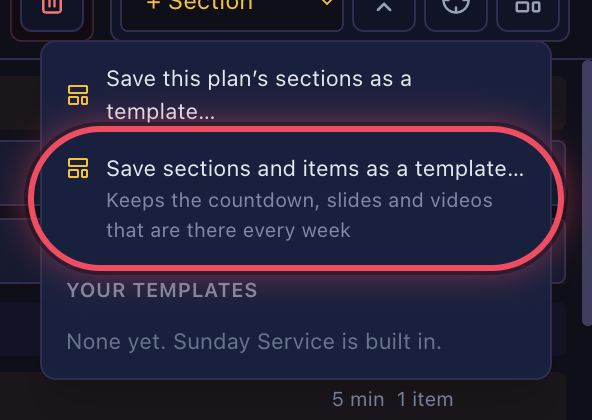 + Section
Save this plan's sections as a
template...
Save sections and items as a template...
Keeps the countdown, slides and videos
that are there every week
YOUR TEMPLATES
None yet. Sunday Service is built in.
5 min 1 item